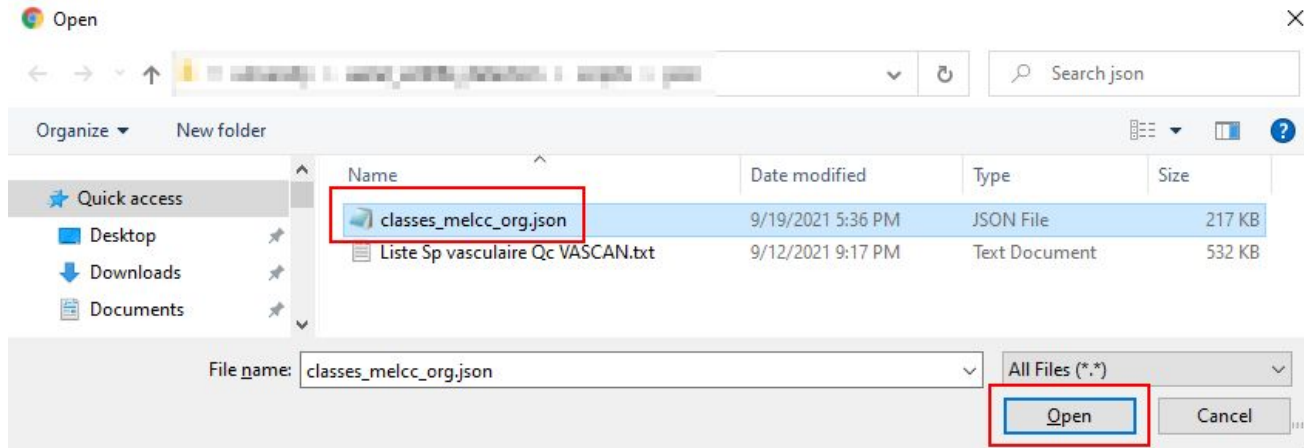 Open
Search json
Organize New folder
Name Date modified Type Size
Quick access
classes_melcc_org.json 9/19/2021 5:36 PM JSON File 217 KB
Desktop
Liste Sp vasculaire Qc VASCAN.txt 9/12/2021 9:17 PM Text Document 532 KB
Downloads
Documents
File name: classes_melcc_org.json All Files (*.*)
Open Cancel